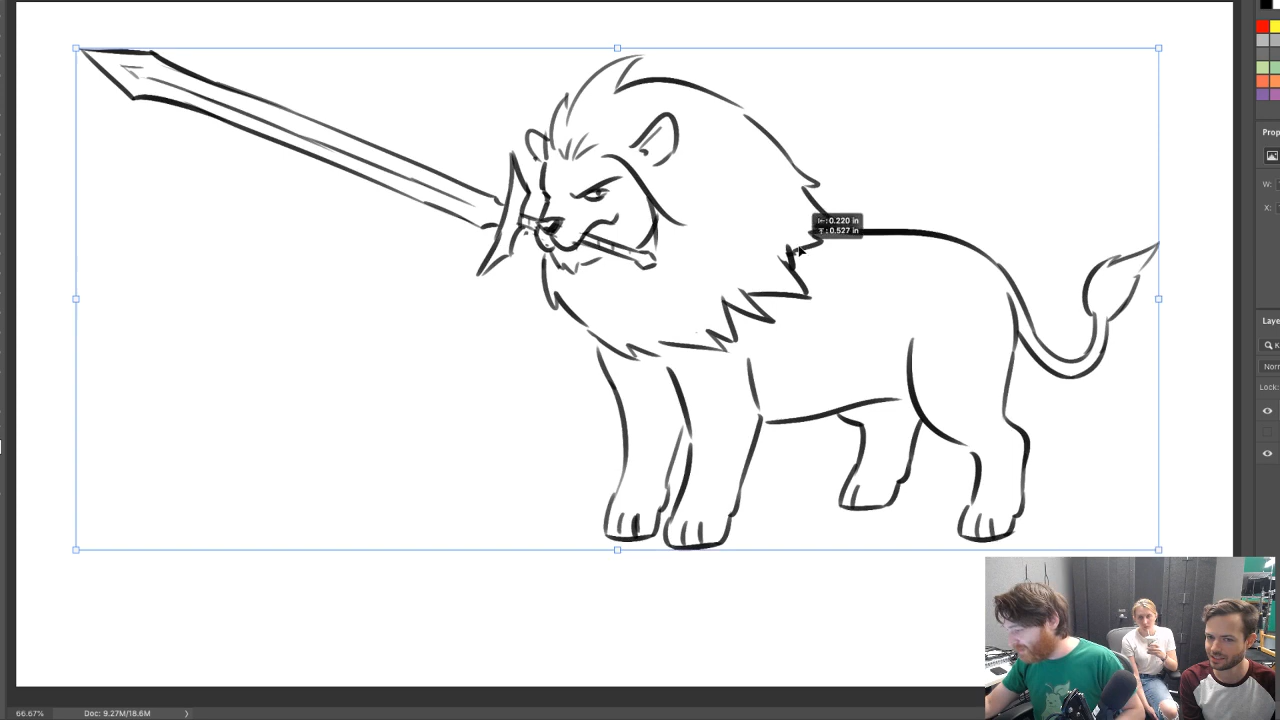 Prop
W:
X:
⊢: 0.220 in
⊤: 0.527 in
Laye
K
Norr
Lock:
66.67%
Doc: 9.27M/18.6M